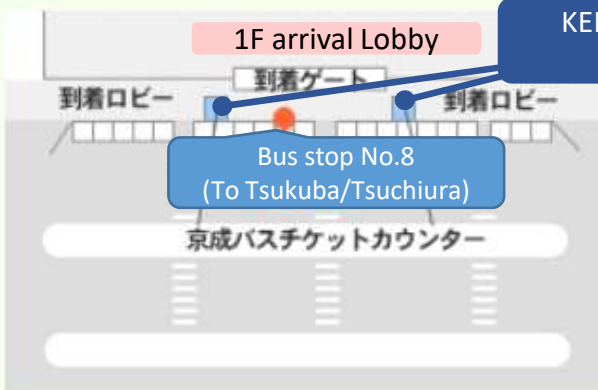 KEI
1F arrival Lobby
到着ゲート
到着ロビー
到着ロビー
Bus stop No.8
(To Tsukuba/Tsuchiura)
京成バスチケットカウンター